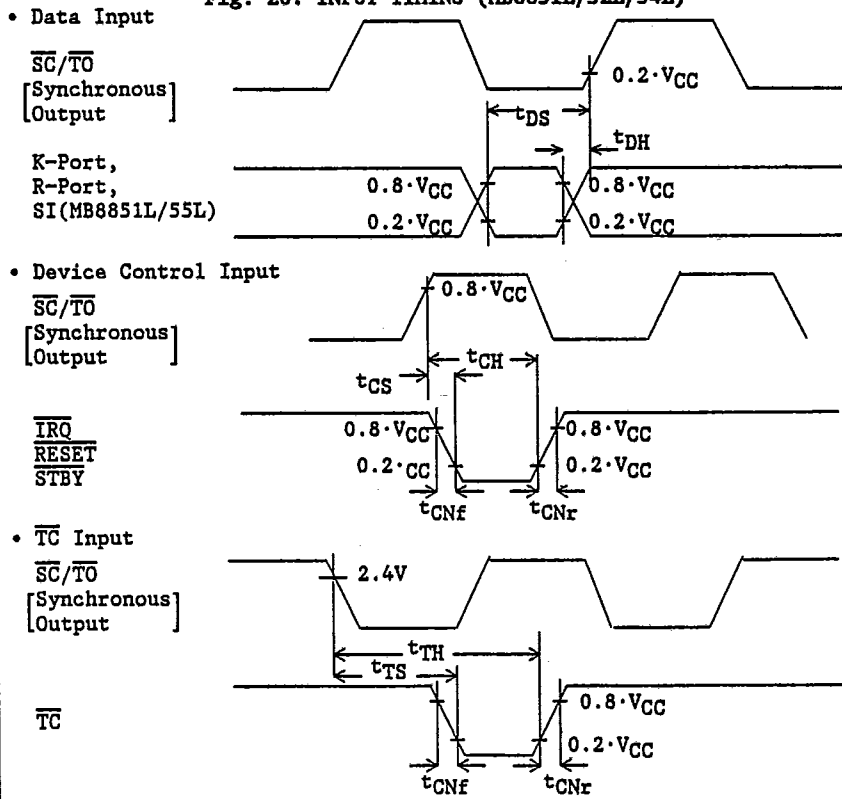 • Data Input
SC/TO
[Synchronous
Output]
0.2·VCC
tDS
tDH
K-Port,
R-Port,
SI(MB8851L/55L)
0.8·VCC
0.8·VCC
0.2·VCC
0.2·VCC
• Device Control Input
SC/TO
[Synchronous
Output]
0.8·VCC
tCH
tCS
IRQ
RESET
STBY
0.8·VCC
0.8·VCC
0.2·CC
0.2·VCC
tCNf
tCNr
• TC Input
SC/TO
[Synchronous
Output]
2.4V
tTH
tTS
TC
0.8·VCC
0.2·VCC
tCNf
tCNr